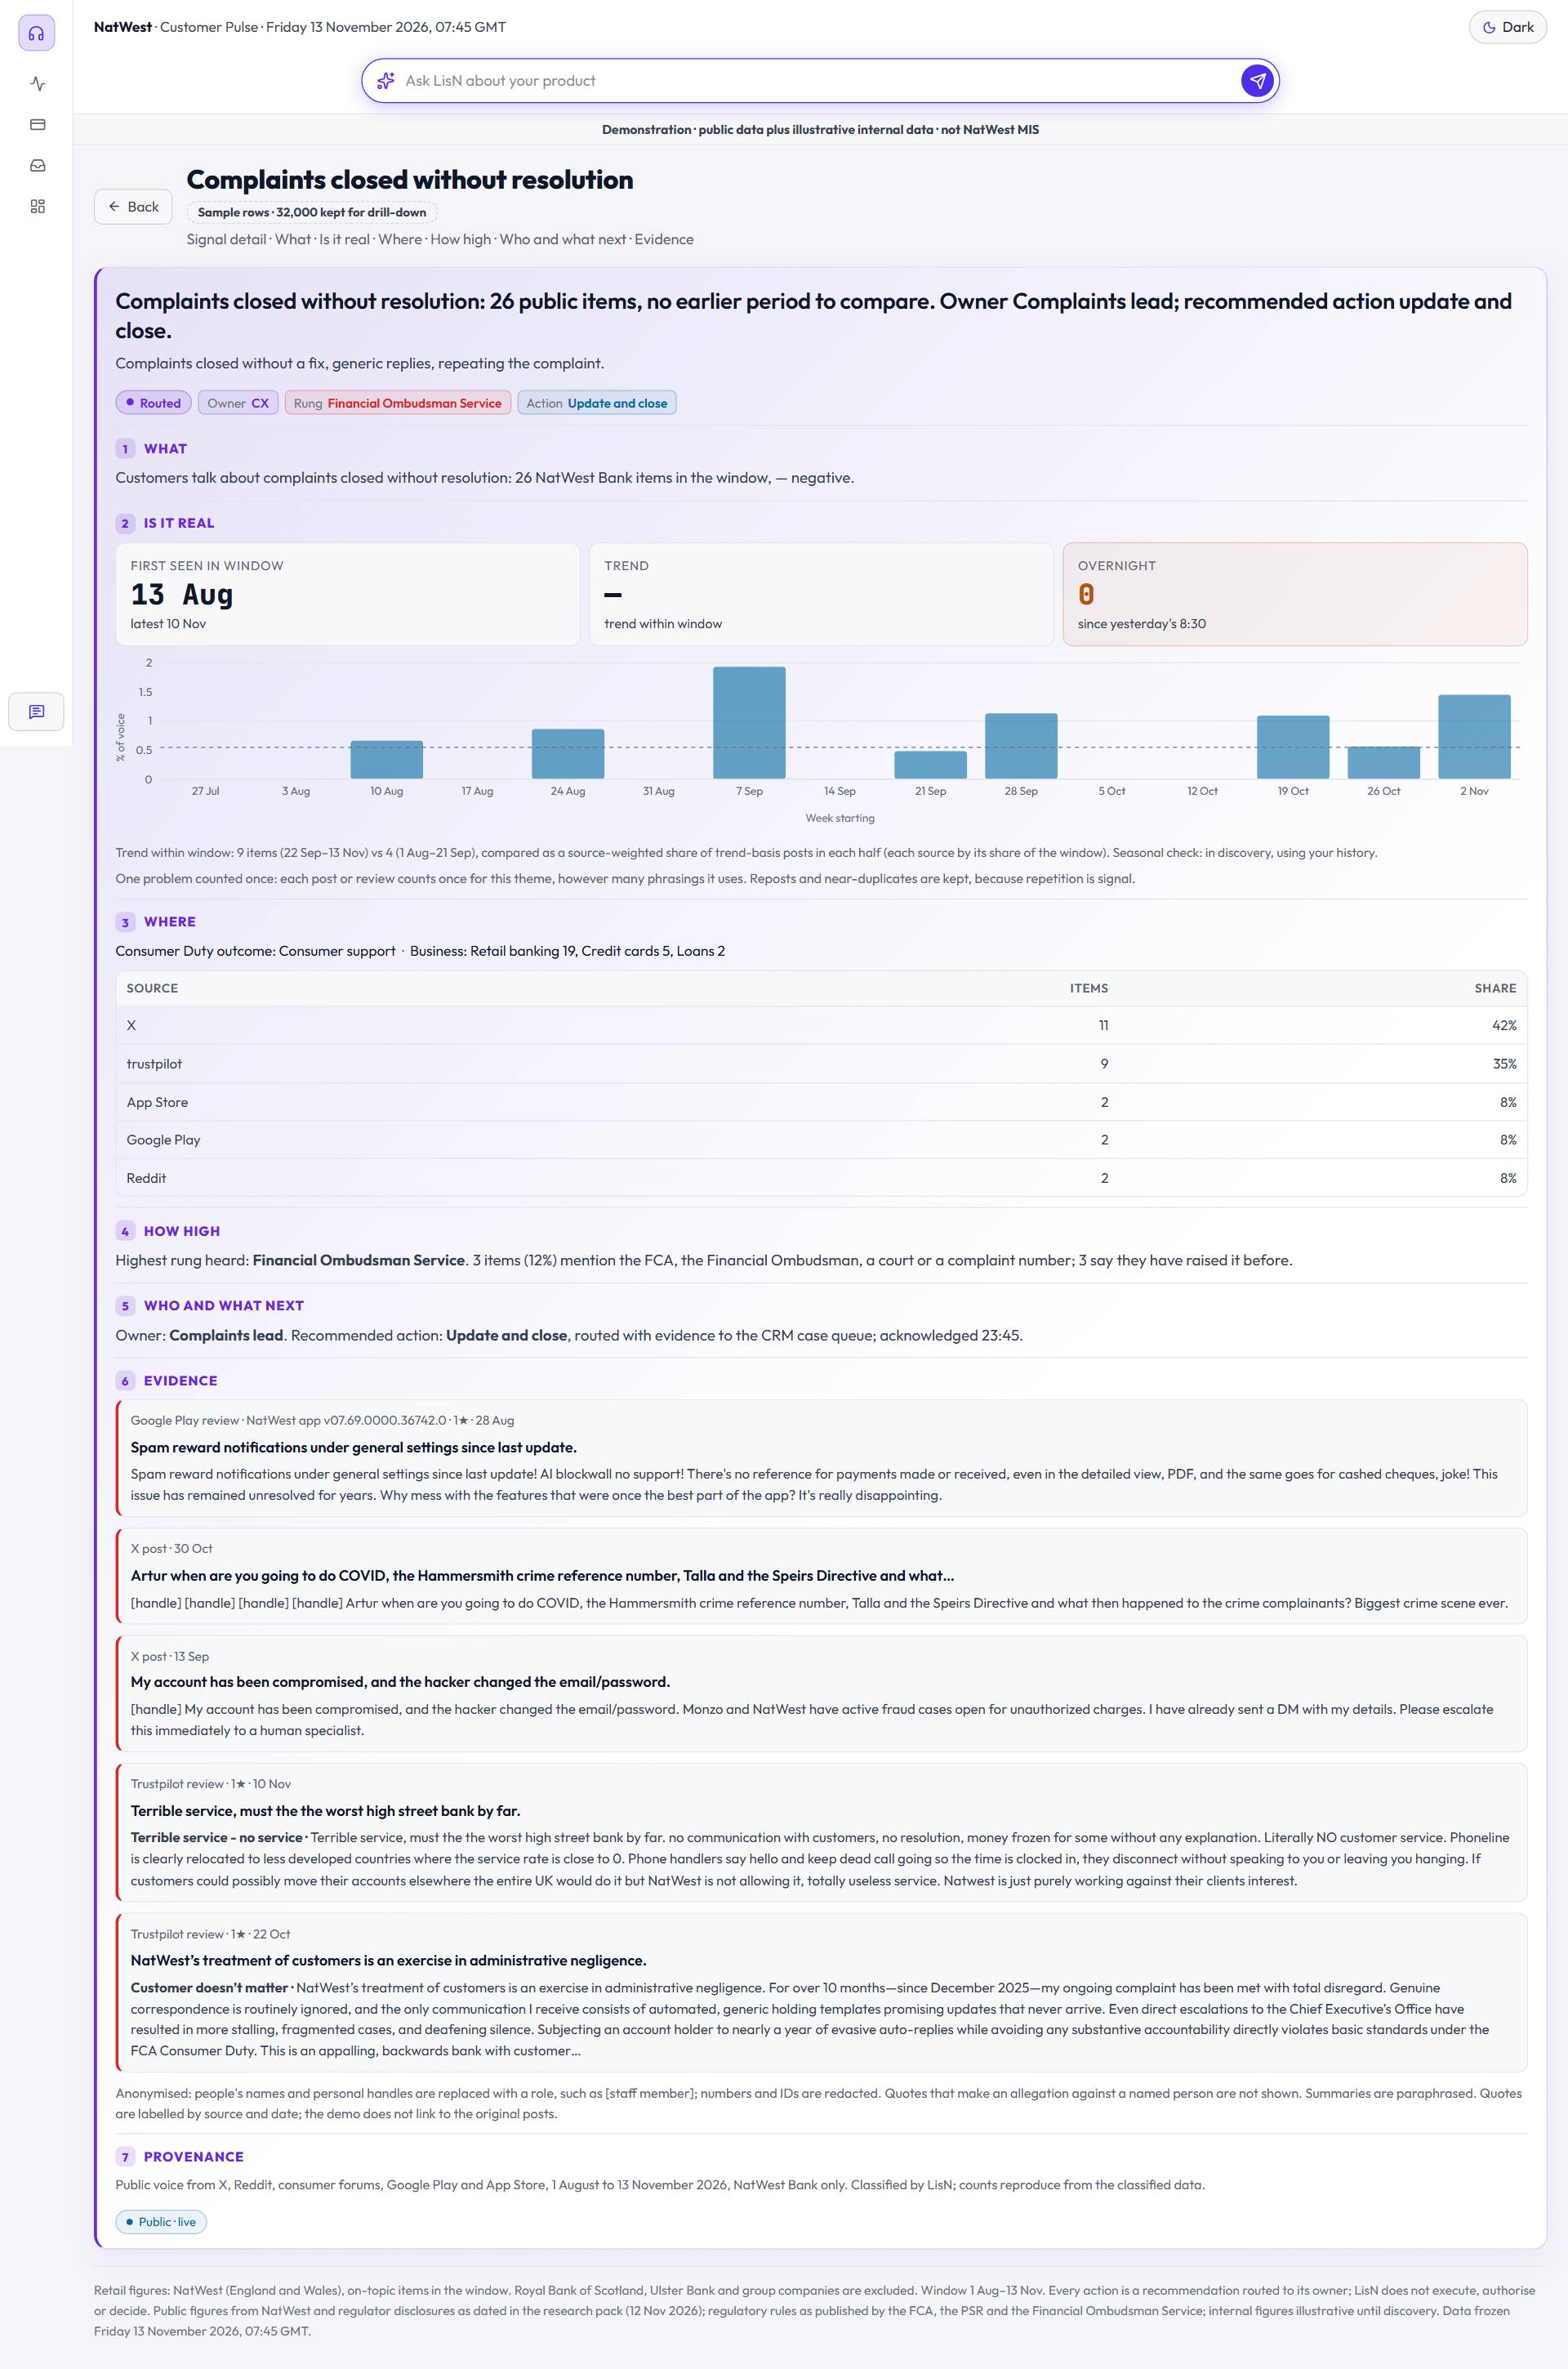 NatWest · Customer Pulse · Friday 13 November 2026, 07:45 GMT
Dark
Ask LisN about your product
Demonstration · public data plus illustrative internal data · not NatWest MIS
Back
Complaints closed without resolution
Sample rows · 32,000 kept for drill-down
Signal detail · What · Is it real · Where · How high · Who and what next · Evidence
Complaints closed without resolution: 26 public items, no earlier period to compare. Owner Complaints lead; recommended action update and
close.
Complaints closed without a fix, generic replies, repeating the complaint.
Routed
Owner CX
Rung Financial Ombudsman Service
Action Update and close
1 WHAT
Customers talk about complaints closed without resolution: 26 NatWest Bank items in the window, — negative.
2 IS IT REAL
FIRST SEEN IN WINDOW
13 Aug
latest 10 Nov
TREND
—
trend within window
OVERNIGHT
0
since yesterday's 8:30
% of voice
2
1.5
1
0.5
0
27 Jul 3 Aug 10 Aug 17 Aug 24 Aug 31 Aug 7 Sep 14 Sep 21 Sep 28 Sep 5 Oct 12 Oct 19 Oct 26 Oct 2 Nov
Week starting
Trend within window: 9 items (22 Sep–13 Nov) vs 4 (1 Aug–21 Sep), compared as a source-weighted share of trend-basis posts in each half (each source by its share of the window). Seasonal check: in discovery, using your history.
One problem counted once: each post or review counts once for this theme, however many phrasings it uses. Reposts and near-duplicates are kept, because repetition is signal.
3 WHERE
Consumer Duty outcome: Consumer support · Business: Retail banking 19, Credit cards 5, Loans 2
SOURCE ITEMS SHARE
X 11 42%
trustpilot 9 35%
App Store 2 8%
Google Play 2 8%
Reddit 2 8%
4 HOW HIGH
Highest rung heard: Financial Ombudsman Service. 3 items (12%) mention the FCA, the Financial Ombudsman, a court or a complaint number; 3 say they have raised it before.
5 WHO AND WHAT NEXT
Owner: Complaints lead. Recommended action: Update and close, routed with evidence to the CRM case queue; acknowledged 23:45.
6 EVIDENCE
Google Play review · NatWest app v07.69.0000.36742.0 · 1★ · 28 Aug
Spam reward notifications under general settings since last update.
Spam reward notifications under general settings since last update! AI blockwall no support! There's no reference for payments made or received, even in the detailed view, PDF, and the same goes for cashed cheques, joke! This
issue has remained unresolved for years. Why mess with the features that were once the best part of the app? It's really disappointing.
X post · 30 Oct
Artur when are you going to do COVID, the Hammersmith crime reference number, Talla and the Speirs Directive and what...
[handle] [handle] [handle] [handle] Artur when are you going to do COVID, the Hammersmith crime reference number, Talla and the Speirs Directive and what then happened to the crime complainants? Biggest crime scene ever.
X post · 13 Sep
My account has been compromised, and the hacker changed the email/password.
[handle] My account has been compromised, and the hacker changed the email/password. Monzo and NatWest have active fraud cases open for unauthorized charges. I have already sent a DM with my details. Please escalate
this immediately to a human specialist.
Trustpilot review · 1★ · 10 Nov
Terrible service, must the the worst high street bank by far.
Terrible service - no service · Terrible service, must the the worst high street bank by far. no communication with customers, no resolution, money frozen for some without any explanation. Literally NO customer service. Phoneline
is clearly relocated to less developed countries where the service rate is close to 0. Phone handlers say hello and keep dead call going so the time is clocked in, they disconnect without speaking to you or leaving you hanging. If
customers could possibly move their accounts elsewhere the entire UK would do it but NatWest is not allowing it, totally useless service. Natwest is just purely working against their clients interest.
Trustpilot review · 1★ · 22 Oct
NatWest's treatment of customers is an exercise in administrative negligence.
Customer doesn't matter · NatWest's treatment of customers is an exercise in administrative negligence. For over 10 months—since December 2025—my ongoing complaint has been met with total disregard. Genuine
correspondence is routinely ignored, and the only communication I receive consists of automated, generic holding templates promising updates that never arrive. Even direct escalations to the Chief Executive's Office have
resulted in more stalling, fragmented cases, and deafening silence. Subjecting an account holder to nearly a year of evasive auto-replies while avoiding any substantive accountability directly violates basic standards under the
FCA Consumer Duty. This is an appalling, backwards bank with customer...
Anonymised: people's names and personal handles are replaced with a role, such as [staff member]; numbers and IDs are redacted. Quotes that make an allegation against a named person are not shown. Summaries are paraphrased. Quotes
are labelled by source and date; the demo does not link to the original posts.
7 PROVENANCE
Public voice from X, Reddit, consumer forums, Google Play and App Store, 1 August to 13 November 2026, NatWest Bank only. Classified by LisN; counts reproduce from the classified data.
Public · live
Retail figures: NatWest (England and Wales), on-topic items in the window. Royal Bank of Scotland, Ulster Bank and group companies are excluded. Window 1 Aug–13 Nov. Every action is a recommendation routed to its owner; LisN does not execute, authorise
or decide. Public figures from NatWest and regulator disclosures as dated in the research pack (12 Nov 2026); regulatory rules as published by the FCA, the PSR and the Financial Ombudsman Service; internal figures illustrative until discovery. Data frozen
Friday 13 November 2026, 07:45 GMT.